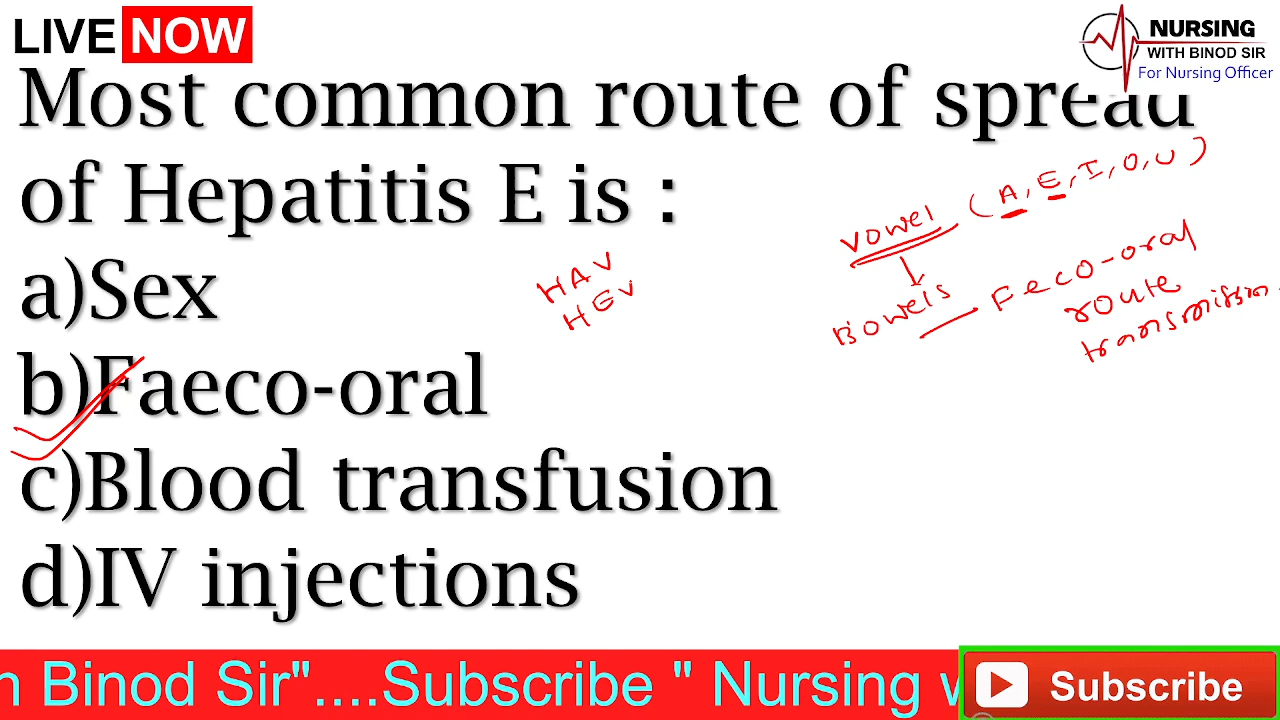 LIVE NOW
NURSING
WITH BINOD SIR
For Nursing Officer
Most common route of spread
of Hepatitis E is :
a)Sex
b)Faeco-oral
c)Blood transfusion
d)IV injections
Vowel (A, E, I, O, U)
Bowels — Feco-oral
route
transmission
HAV
HEV
n Binod Sir"....Subscribe " Nursing w
Subscribe